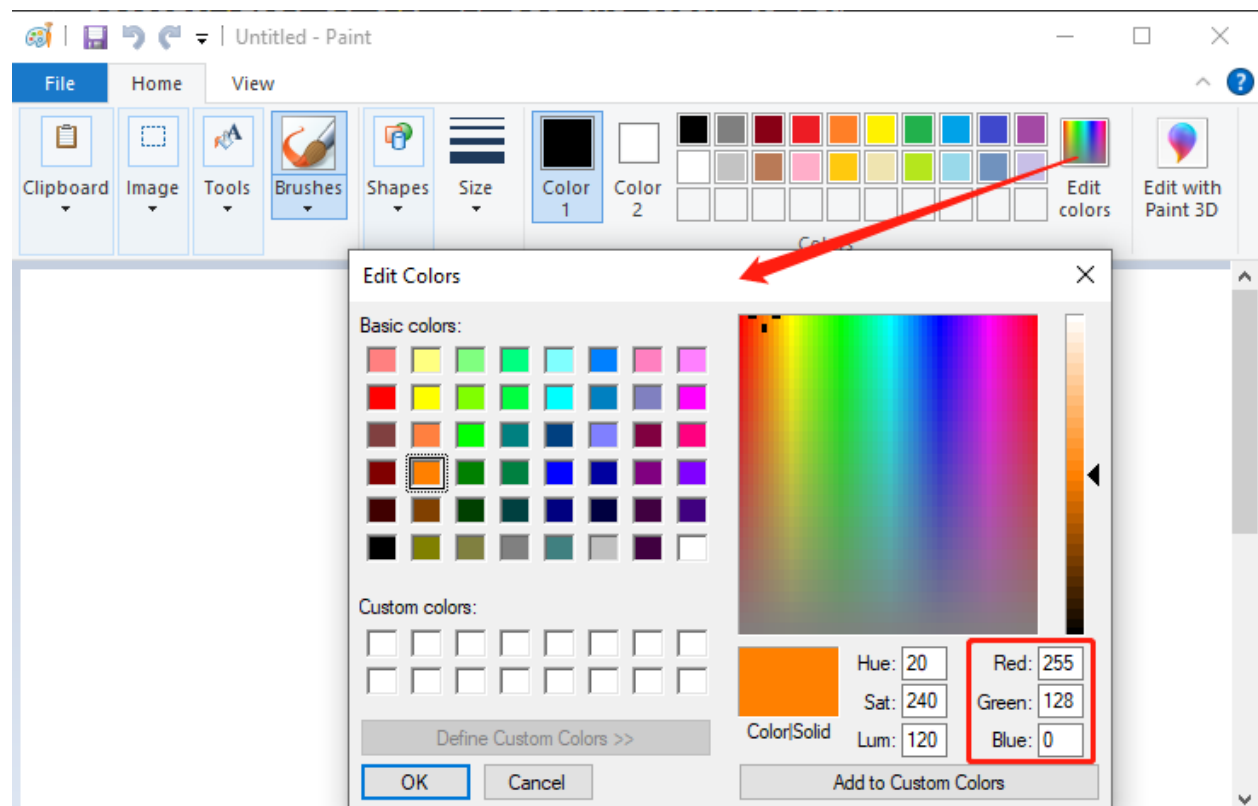 Untitled - Paint
File Home View
Clipboard Image Tools Brushes Shapes Size Color 1 Color 2 Edit colors Edit with Paint 3D
Edit Colors
Basic colors:
Custom colors:
Hue: 20 Red: 255
Sat: 240 Green: 128
Color|Solid Lum: 120 Blue: 0
Define Custom Colors >>
OK Cancel Add to Custom Colors